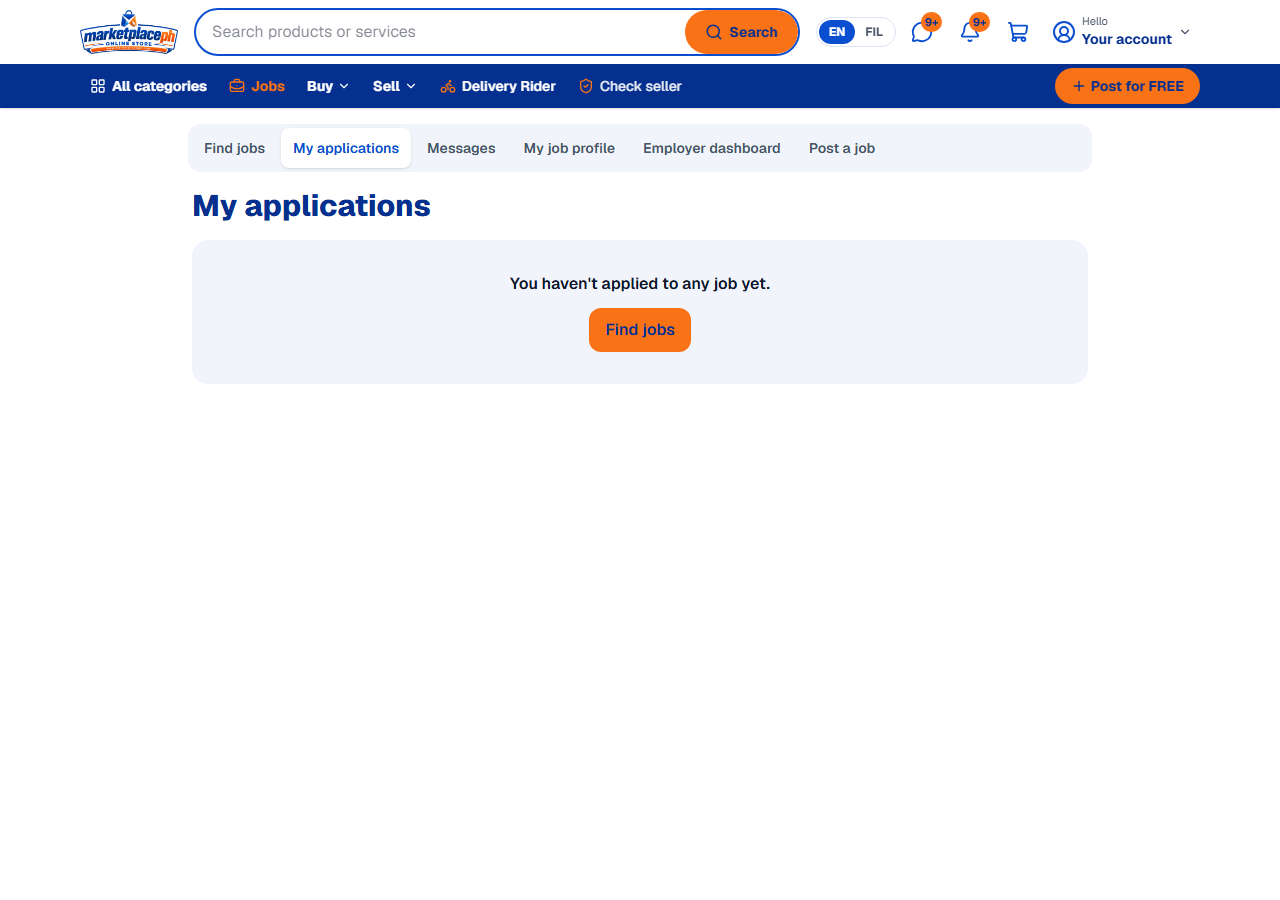 marketplaceph
ONLINE STORE
Search products or services
Search
EN
FIL
9+
9+
Hello
Your account
All categories
Jobs
Buy
Sell
Delivery Rider
Check seller
+ Post for FREE
Find jobs
My applications
Messages
My job profile
Employer dashboard
Post a job
My applications
You haven't applied to any job yet.
Find jobs